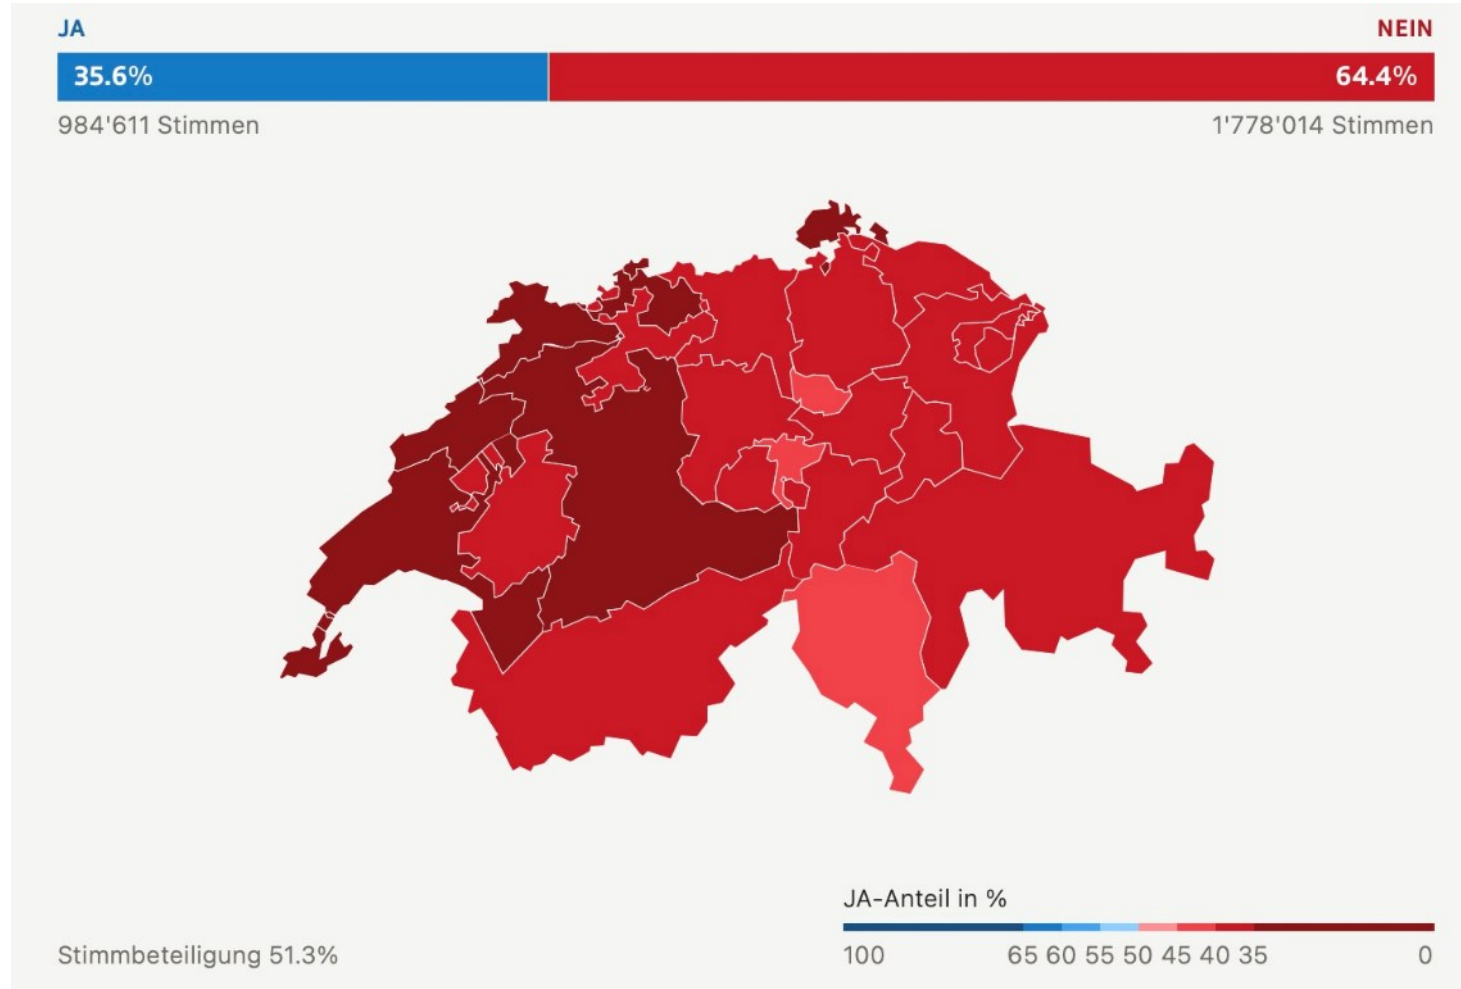 JA NEIN
35.6% 64.4%
984'611 Stimmen 1'778'014 Stimmen
JA-Anteil in %
100 65 60 55 50 45 40 35 0
Stimmbeteiligung 51.3%